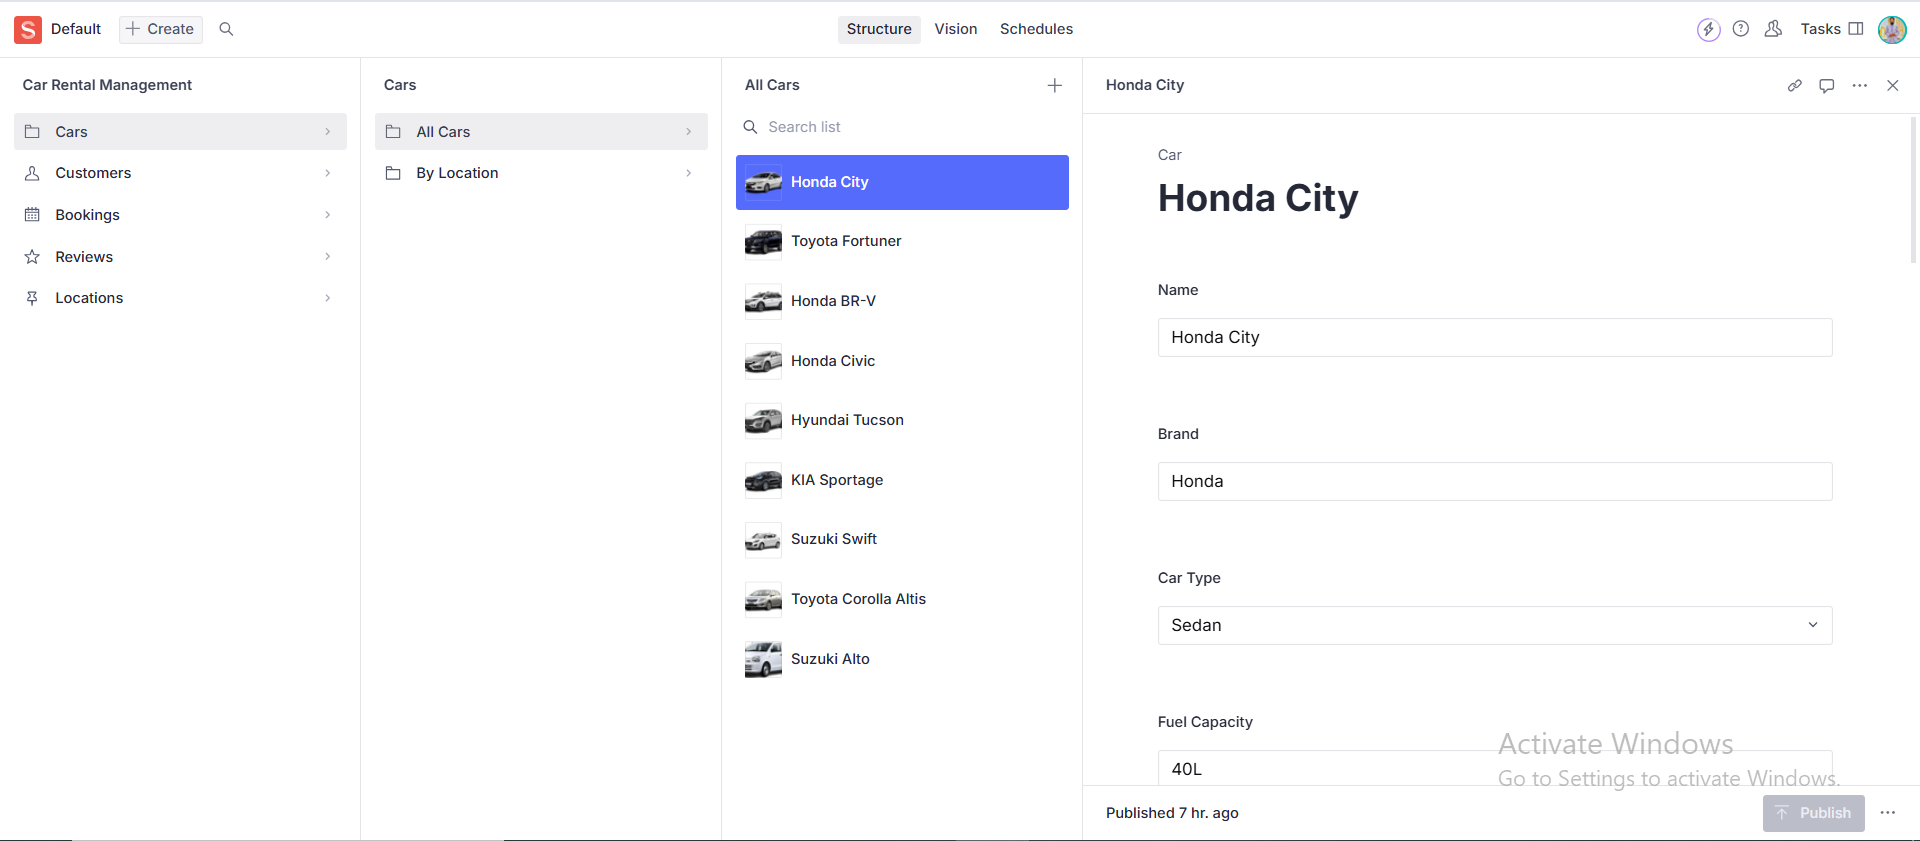 S Default
Create
Structure
Vision
Schedules
Tasks
Car Rental Management
Cars
Customers
Bookings
Reviews
Locations
Cars
All Cars
By Location
All Cars
Search list
Honda City
Toyota Fortuner
Honda BR-V
Honda Civic
Hyundai Tucson
KIA Sportage
Suzuki Swift
Toyota Corolla Altis
Suzuki Alto
Honda City
Car
Honda City
Name
Honda City
Brand
Honda
Car Type
Sedan
Fuel Capacity
40L
Activate Windows
Go to Settings to activate Windows.
Published 7 hr. ago
Publish